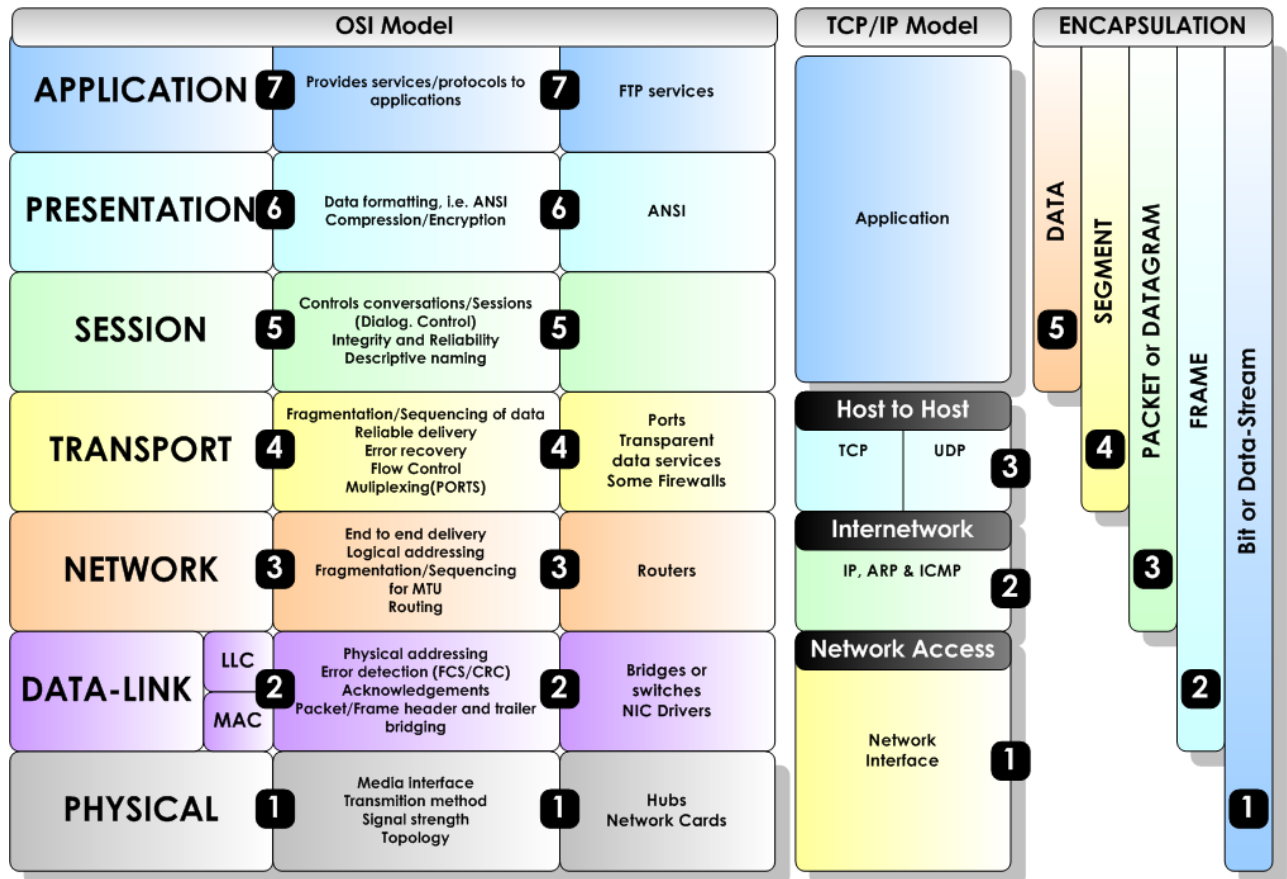 OSI Model
APPLICATION
7
Provides services/protocols to
applications
7
FTP services
PRESENTATION
6
Data formatting, i.e. ANSI
Compression/Encryption
6
ANSI
SESSION
5
Controls conversations/Sessions
(Dialog. Control)
Integrity and Reliability
Descriptive naming
5
TRANSPORT
4
Fragmentation/Sequencing of data
Reliable delivery
Error recovery
Flow Control
Muliplexing(PORTS)
4
Ports
Transparent
data services
Some Firewalls
NETWORK
3
End to end delivery
Logical addressing
Fragmentation/Sequencing
for MTU
Routing
3
Routers
DATA-LINK
LLC
MAC
2
Physical addressing
Error detection (FCS/CRC)
Acknowledgements
Packet/Frame header and trailer
bridging
2
Bridges or
switches
NIC Drivers
PHYSICAL
1
Media interface
Transmition method
Signal strength
Topology
1
Hubs
Network Cards
TCP/IP Model
Application
Host to Host
TCP
UDP
3
Internetwork
IP, ARP & ICMP
2
Network Access
Network
Interface
1
ENCAPSULATION
DATA
5
SEGMENT
4
PACKET or DATAGRAM
3
FRAME
2
Bit or Data-Stream
1